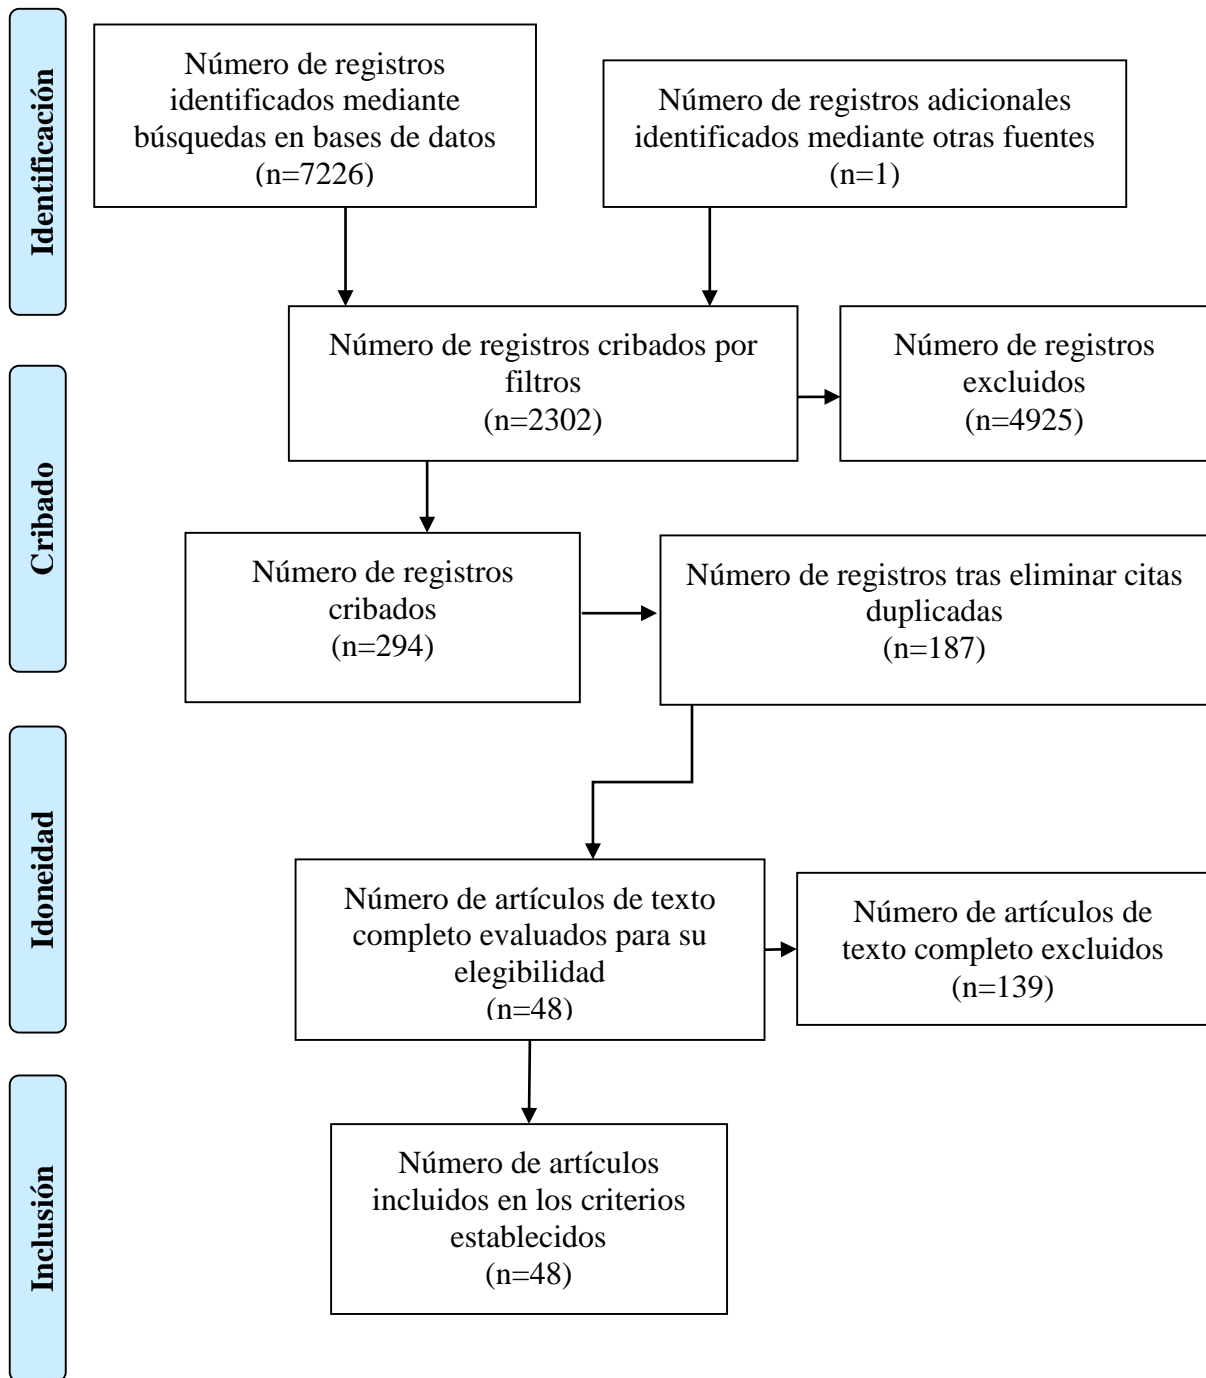 Identificación
Número de registros
identificados mediante
búsquedas en bases de datos
(n=7226)
Número de registros adicionales
identificados mediante otras fuentes
(n=1)
Número de registros cribados por
filtros
(n=2302)
Número de registros
excluidos
(n=4925)
Cribado
Número de registros
cribados
(n=294)
Número de registros tras eliminar citas
duplicadas
(n=187)
Idoneidad
Número de artículos de texto
completo evaluados para su
elegibilidad
(n=48)
Número de artículos de
texto completo excluidos
(n=139)
Inclusión
Número de artículos
incluidos en los criterios
establecidos
(n=48)